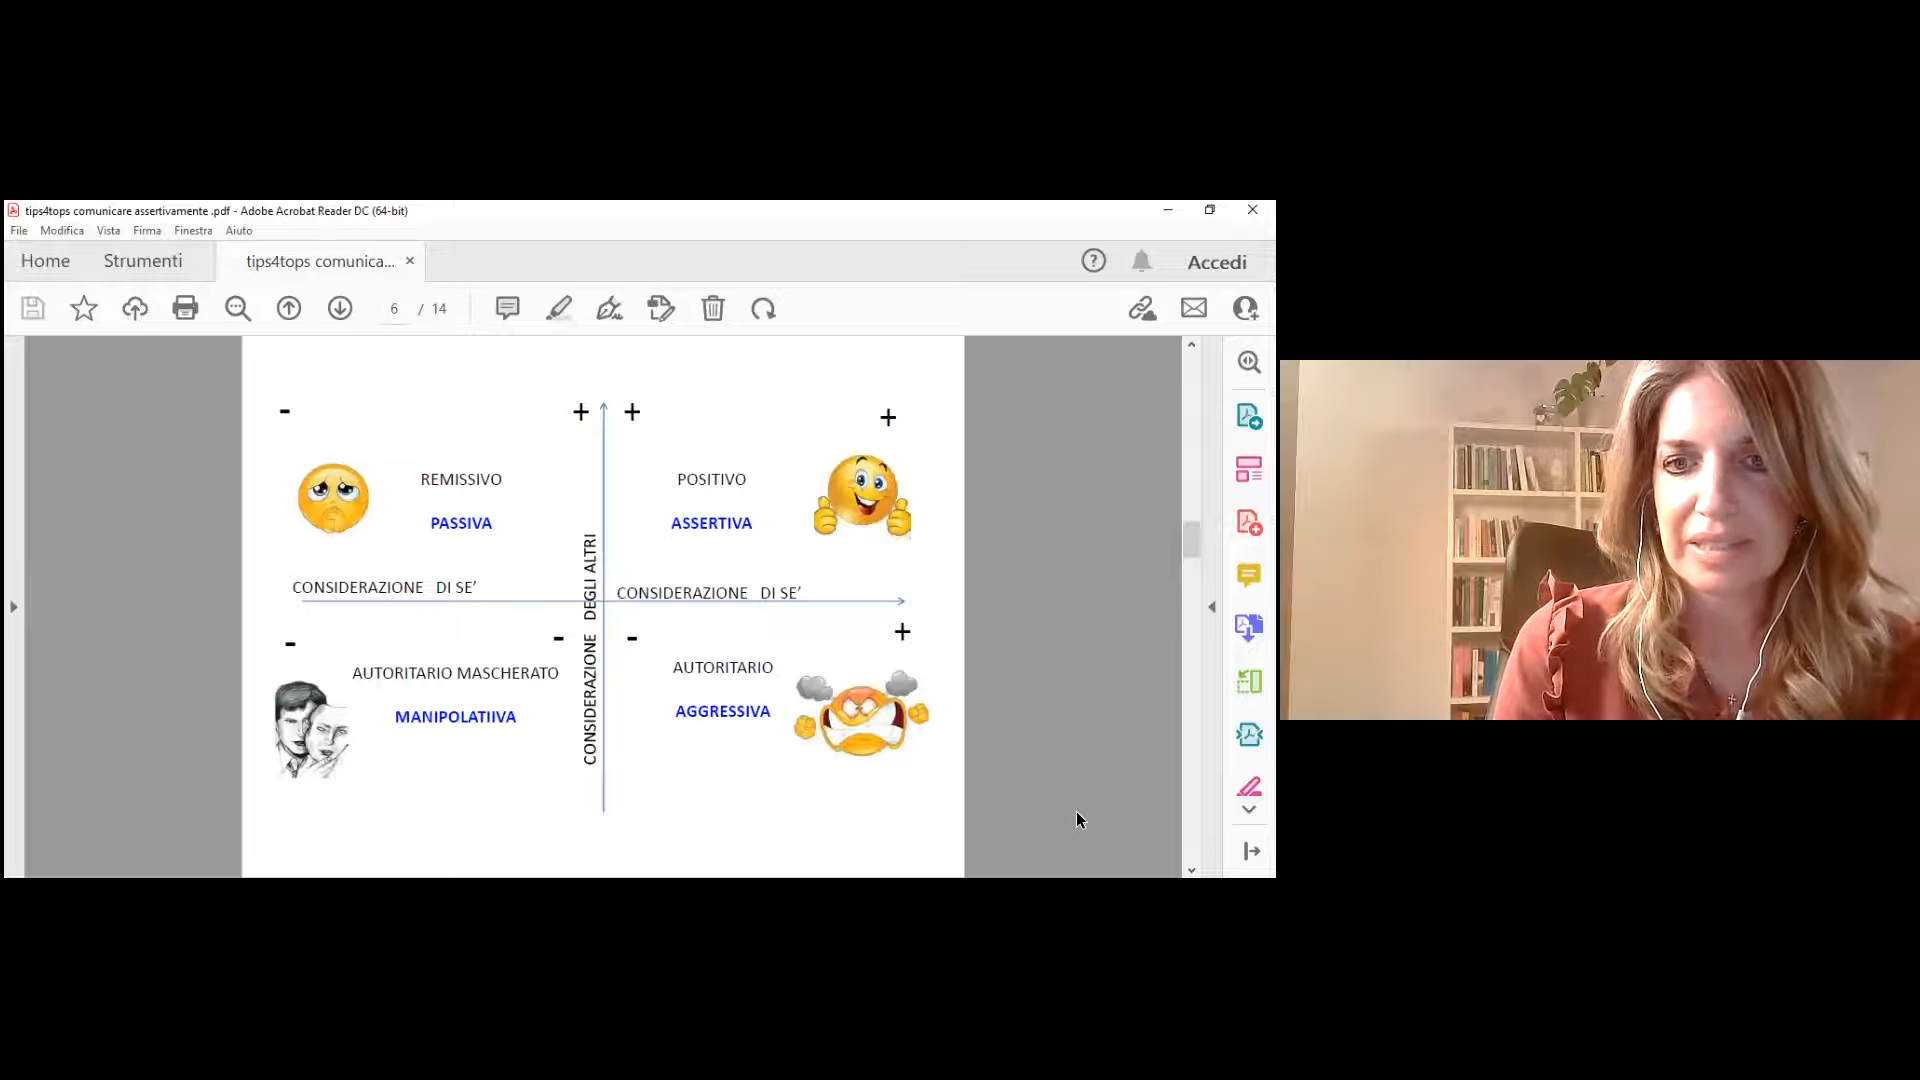 tips4tops comunicare assertivamente .pdf - Adobe Acrobat Reader DC (64-bit)
File Modifica Vista Firma Finestra Aiuto
Home Strumenti tips4tops comunica... × Accedi
6 / 14
- + + +
REMISSIVO
PASSIVA
POSITIVO
ASSERTIVA
CONSIDERAZIONE DI SE’
CONSIDERAZIONE DI SE’
CONSIDERAZIONE DEGLI ALTRI
- - - +
AUTORITARIO MASCHERATO
MANIPOLATIIVA
AUTORITARIO
AGGRESSIVA